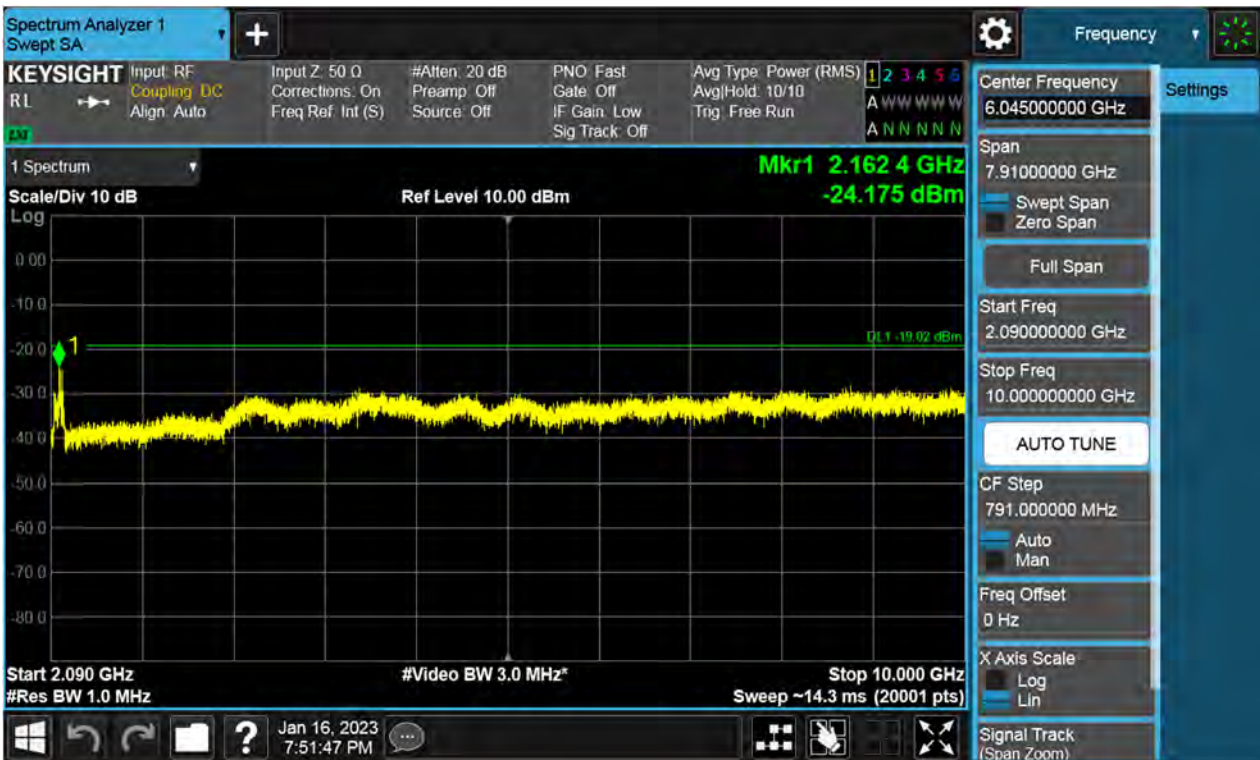 Spectrum Analyzer 1
Swept SA
+
Frequency
KEYSIGHT
RL
Input: RF
Coupling: DC
Align: Auto
Input Z: 50 Ω
Corrections: On
Freq Ref: Int (S)
#Atten: 20 dB
Preamp: Off
Source: Off
PNO: Fast
Gate: Off
IF Gain: Low
Sig Track: Off
Avg Type: Power (RMS)
Avg|Hold: 10/10
Trig: Free Run
1 2 3 4 5 6
A W W W W W
A N N N N N
LXI
1 Spectrum
Scale/Div 10 dB
Ref Level 10.00 dBm
Mkr1 2.162 4 GHz
-24.175 dBm
Log
0.00
-10.0
-20.0
-30.0
-40.0
-50.0
-60.0
-70.0
-80.0
1
DL1 -19.02 dBm
Start 2.090 GHz
#Res BW 1.0 MHz
#Video BW 3.0 MHz*
Stop 10.000 GHz
Sweep ~14.3 ms (20001 pts)
Center Frequency
6.045000000 GHz
Settings
Span
7.91000000 GHz
Swept Span
Zero Span
Full Span
Start Freq
2.090000000 GHz
Stop Freq
10.000000000 GHz
AUTO TUNE
CF Step
791.000000 MHz
Auto
Man
Freq Offset
0 Hz
X Axis Scale
Log
Lin
Signal Track
(Span Zoom)
?
Jan 16, 2023
7:51:47 PM